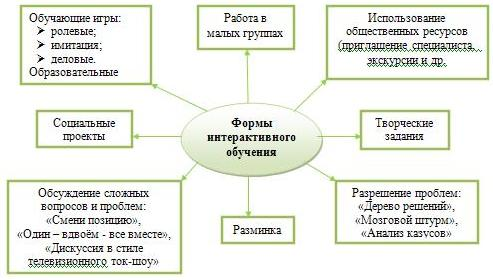 Обучающие игры:
ролевые;
имитация;
деловые.
Образовательные
Работа в
малых группах
Использование
общественных ресурсов
(приглашение специалиста,
экскурсии и др.
Социальные
проекты
Формы
интерактивного
обучения
Творческие
задания
Обсуждение сложных
вопросов и проблем:
«Смени позицию»,
«Один – вдвоём - все вместе»,
«Дискуссия в стиле
телевизионного ток-шоу»
Разминка
Разрешение проблем:
«Дерево решений»,
«Мозговой штурм»,
«Анализ казусов»